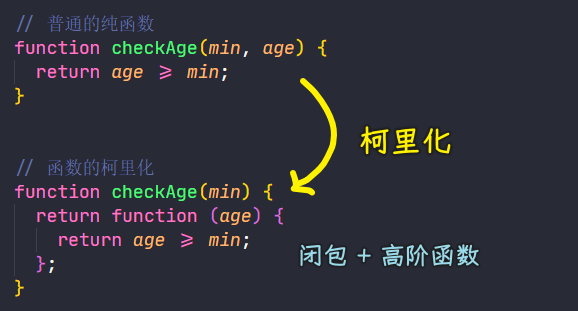 // 普通的纯函数
function checkAge(min, age) {
  return age >= min;
}
柯里化
// 函数的柯里化
function checkAge(min) {
  return function (age) {
    return age >= min;
  };
}
闭包 + 高阶函数